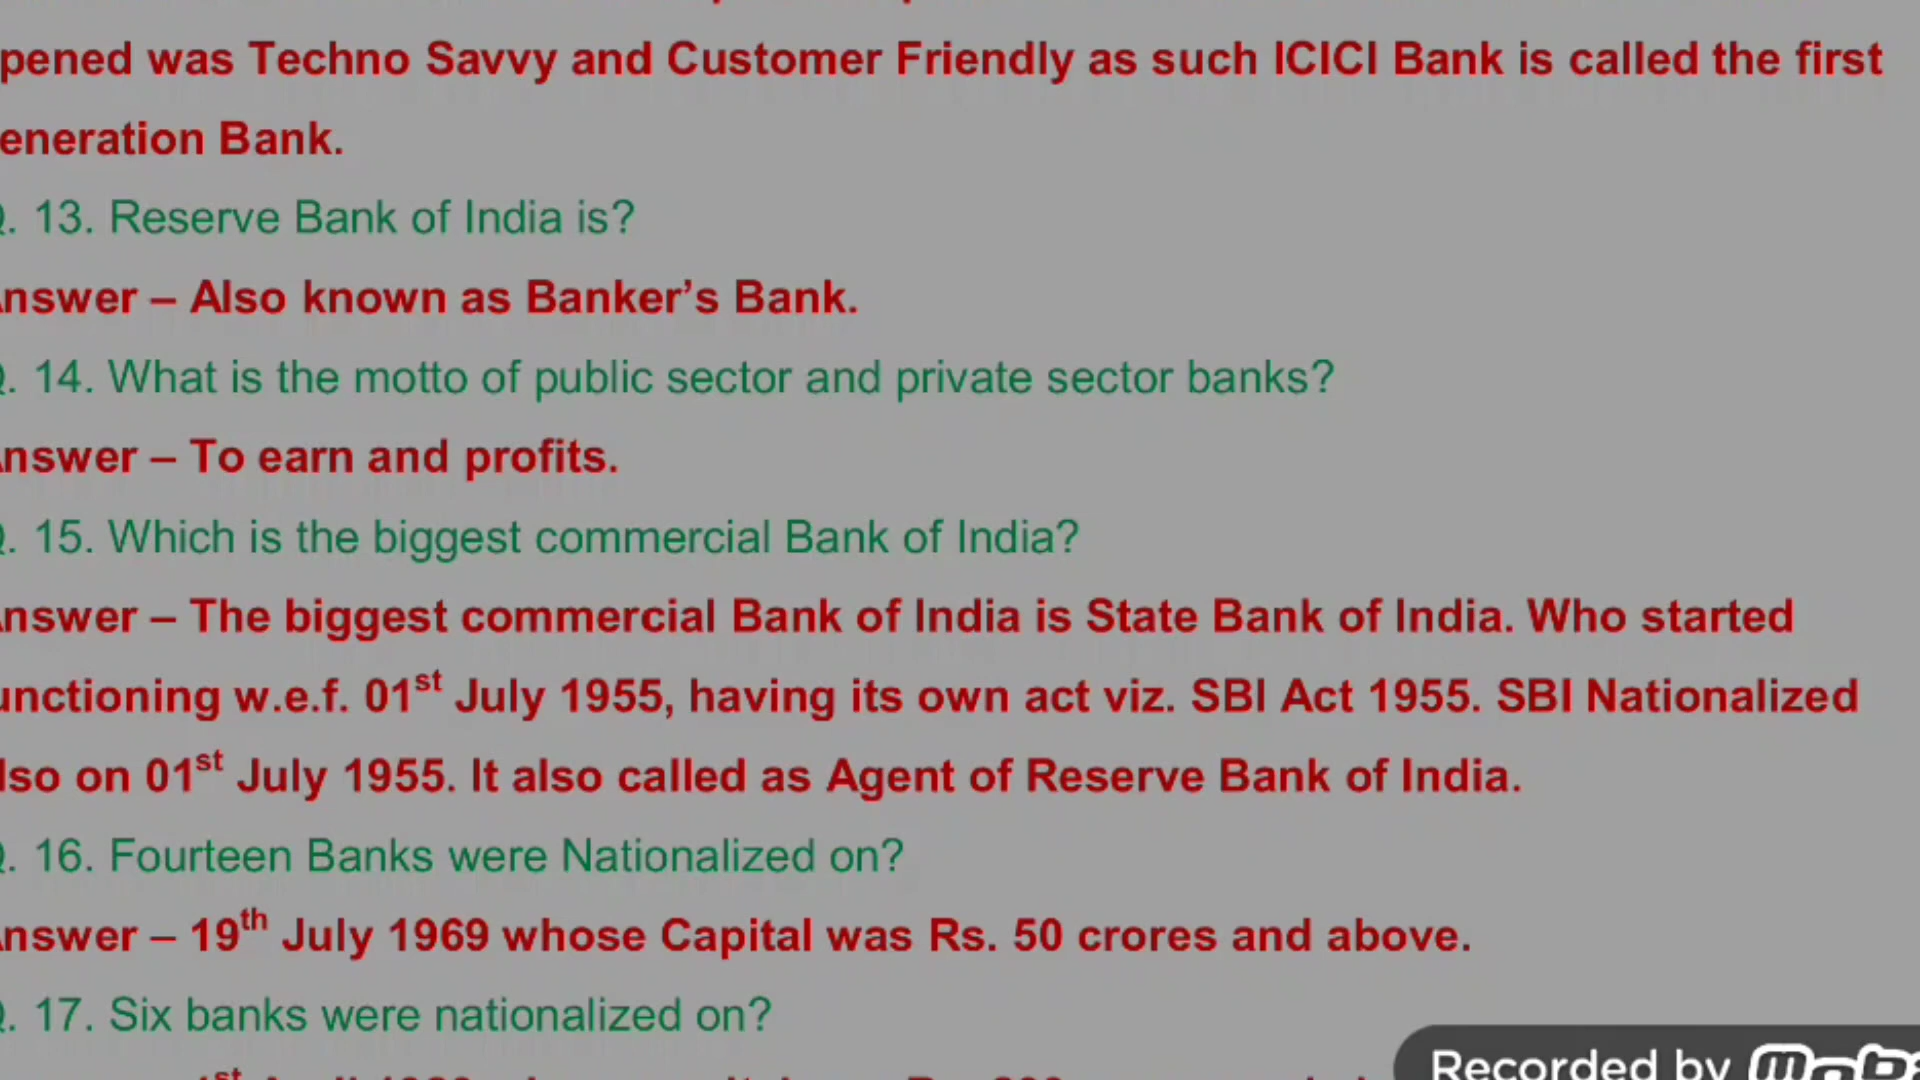 pened was Techno Savvy and Customer Friendly as such ICICI Bank is called the first
eneration Bank.
. 13. Reserve Bank of India is?
nswer – Also known as Banker’s Bank.
. 14. What is the motto of public sector and private sector banks?
nswer – To earn and profits.
. 15. Which is the biggest commercial Bank of India?
nswer – The biggest commercial Bank of India is State Bank of India. Who started
unctioning w.e.f. 01st July 1955, having its own act viz. SBI Act 1955. SBI Nationalized
lso on 01st July 1955. It also called as Agent of Reserve Bank of India.
. 16. Fourteen Banks were Nationalized on?
nswer – 19th July 1969 whose Capital was Rs. 50 crores and above.
. 17. Six banks were nationalized on?
Recorded by